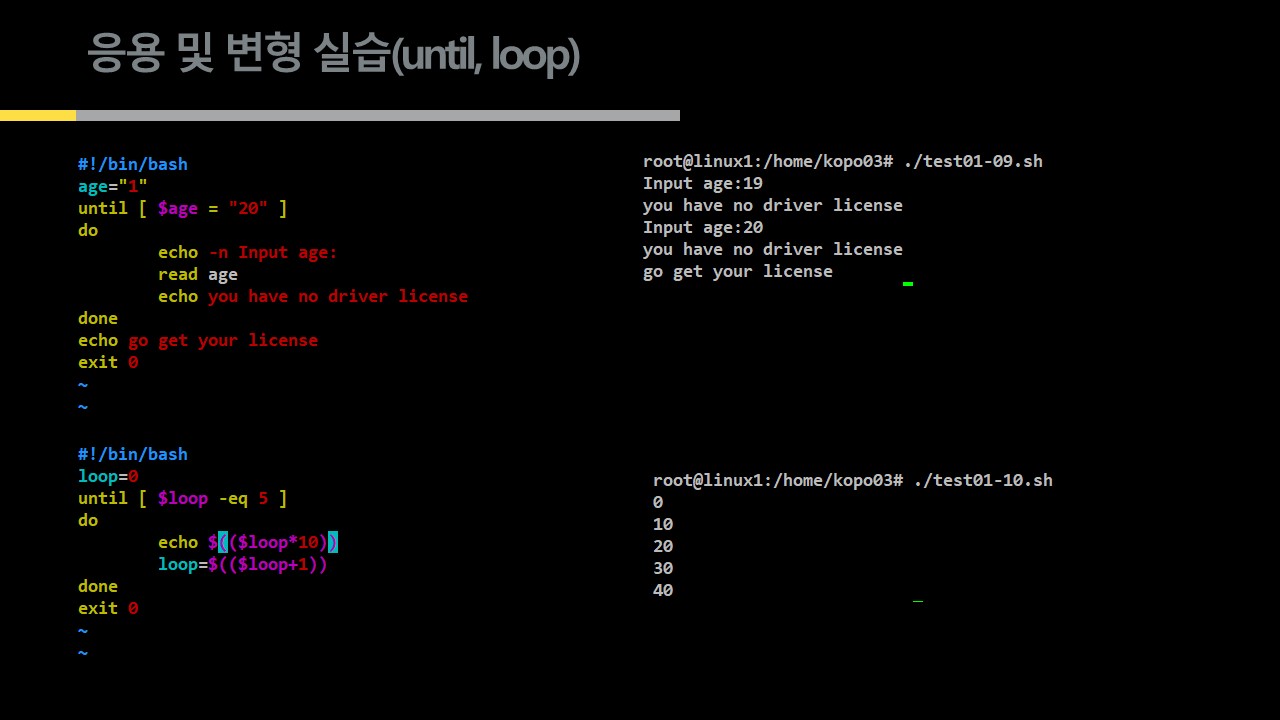 응용 및 변형 실습(until, loop)
#!/bin/bash
age="1"
until [ $age = "20" ]
do
        echo -n Input age:
        read age
        echo you have no driver license
done
echo go get your license
exit 0
~
~
root@linux1:/home/kopo03# ./test01-09.sh
Input age:19
you have no driver license
Input age:20
you have no driver license
go get your license
#!/bin/bash
loop=0
until [ $loop -eq 5 ]
do
        echo $(($loop*10))
        loop=$(($loop+1))
done
exit 0
~
~
root@linux1:/home/kopo03# ./test01-10.sh
0
10
20
30
40